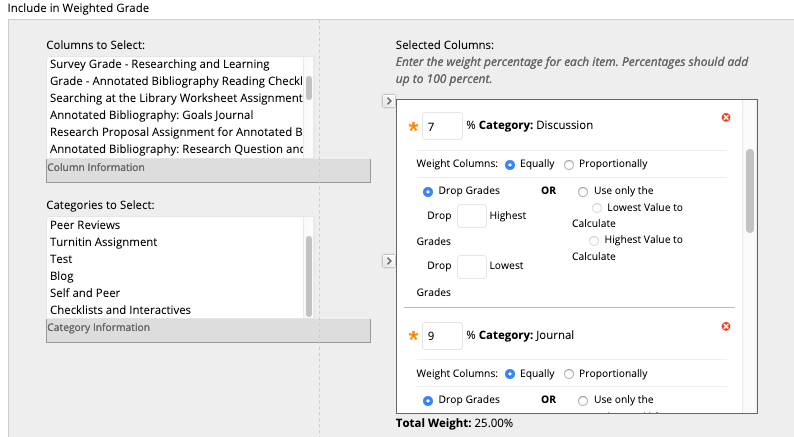 Include in Weighted Grade
Columns to Select:
Survey Grade - Researching and Learning
Grade - Annotated Bibliography Reading Checkl
Searching at the Library Worksheet Assignment
Annotated Bibliography: Goals Journal
Research Proposal Assignment for Annotated B
Annotated Bibliography: Research Question and
Column Information
Categories to Select:
Peer Reviews
Turnitin Assignment
Test
Blog
Self and Peer
Checklists and Interactives
Category Information
Selected Columns:
Enter the weight percentage for each item. Percentages should add
up to 100 percent.
7 % Category: Discussion
Weight Columns: Equally Proportionally
Drop Grades OR Use only the
Drop Highest
Grades
Lowest Value to
Calculate
Highest Value to
Calculate
Drop Lowest
Grades
9 % Category: Journal
Weight Columns: Equally Proportionally
Drop Grades OR Use only the
Total Weight: 25.00%